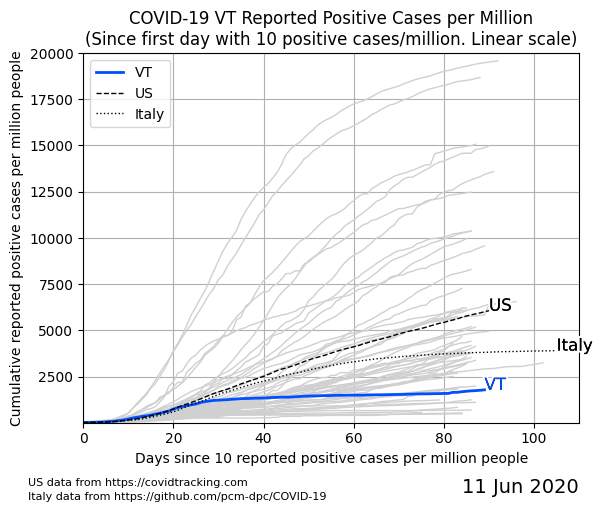 COVID-19 VT Reported Positive Cases per Million
(Since first day with 10 positive cases/million. Linear scale)
Cumulative reported positive cases per million people
20000
17500
15000
12500
10000
7500
5000
2500
VT
US
Italy
US
Italy
VT
0 20 40 60 80 100
Days since 10 reported positive cases per million people
US data from https://covidtracking.com
Italy data from https://github.com/pcm-dpc/COVID-19
11 Jun 2020